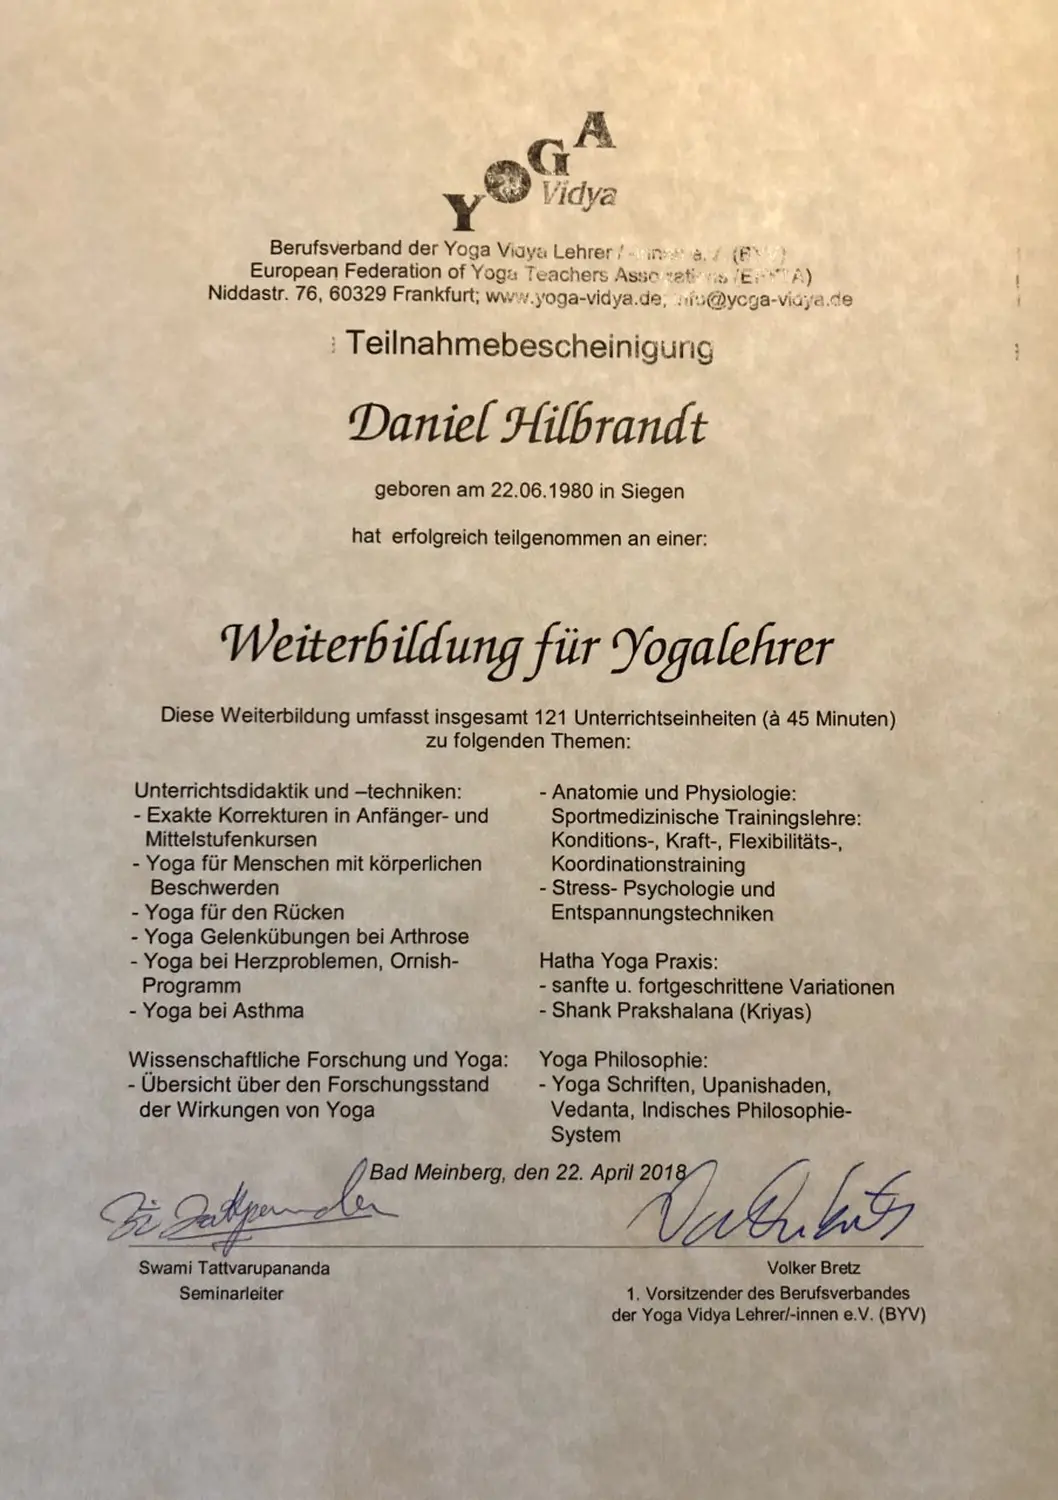 YOGA
Vidya
Berufsverband der Yoga Vidya Lehrer
European Federation of Yoga Teachers
Niddastr. 76, 60329 Frankfurt; www.yoga-vidya.de, info@yoga-vidya.de
Teilnahmebescheinigung
Daniel Hilbrandt
geboren am 22.06.1980 in Siegen
hat erfolgreich teilgenommen an einer:
Weiterbildung für Yogalehrer
Diese Weiterbildung umfasst insgesamt 121 Unterrichtseinheiten (à 45 Minuten)
zu folgenden Themen:
Unterrichtsdidaktik und –techniken:
- Exakte Korrekturen in Anfänger- und
Mittelstufenkursen
- Yoga für Menschen mit körperlichen
Beschwerden
- Yoga für den Rücken
- Yoga Gelenkübungen bei Arthrose
- Yoga bei Herzproblemen, Ornish-
Programm
- Yoga bei Asthma
Wissenschaftliche Forschung und Yoga:
- Übersicht über den Forschungsstand
der Wirkungen von Yoga
- Anatomie und Physiologie:
Sportmedizinische Trainingslehre:
Konditions-, Kraft-, Flexibilitäts-,
Koordinationstraining
- Stress- Psychologie und
Entspannungstechniken
Hatha Yoga Praxis:
- sanfte u. fortgeschrittene Variationen
- Shank Prakshalana (Kriyas)
Yoga Philosophie:
- Yoga Schriften, Upanishaden,
Vedanta, Indisches Philosophie-
System
Bad Meinberg, den 22. April 2018
Swami Tattvarupananda
Seminarleiter
Volker Bretz
1. Vorsitzender des Berufsverbandes
der Yoga Vidya Lehrer/-innen e.V. (BYV)